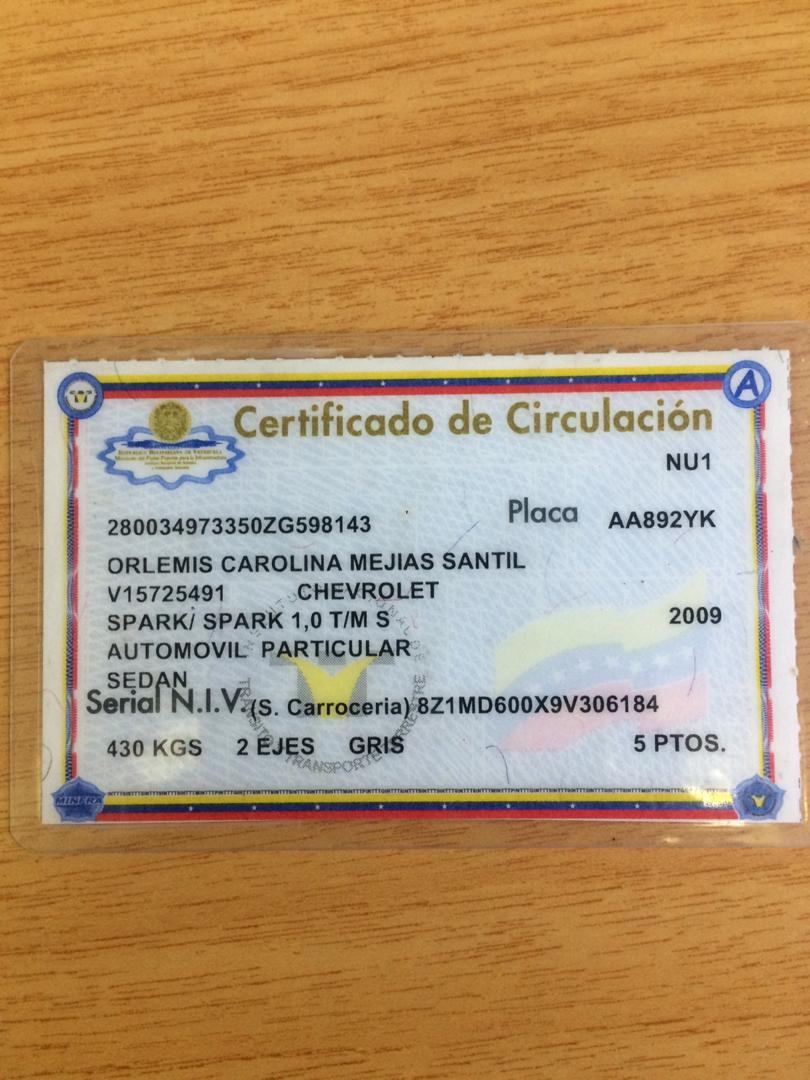 Certificado de Circulación
REPÚBLICA BOLIVARIANA DE VENEZUELA
Ministerio del Poder Popular para la Infraestructura
NU1
280034973350ZG598143
Placa AA892YK
ORLEMIS CAROLINA MEJIAS SANTIL
V15725491 CHEVROLET
SPARK/ SPARK 1,0 T/M S 2009
AUTOMOVIL PARTICULAR
SEDAN
Serial N.I.V. (S. Carroceria) 8Z1MD600X9V306184
430 KGS 2 EJES GRIS 5 PTOS.
TRANSITO Y TRANSPORTE TERRESTRE
A
MINFRA